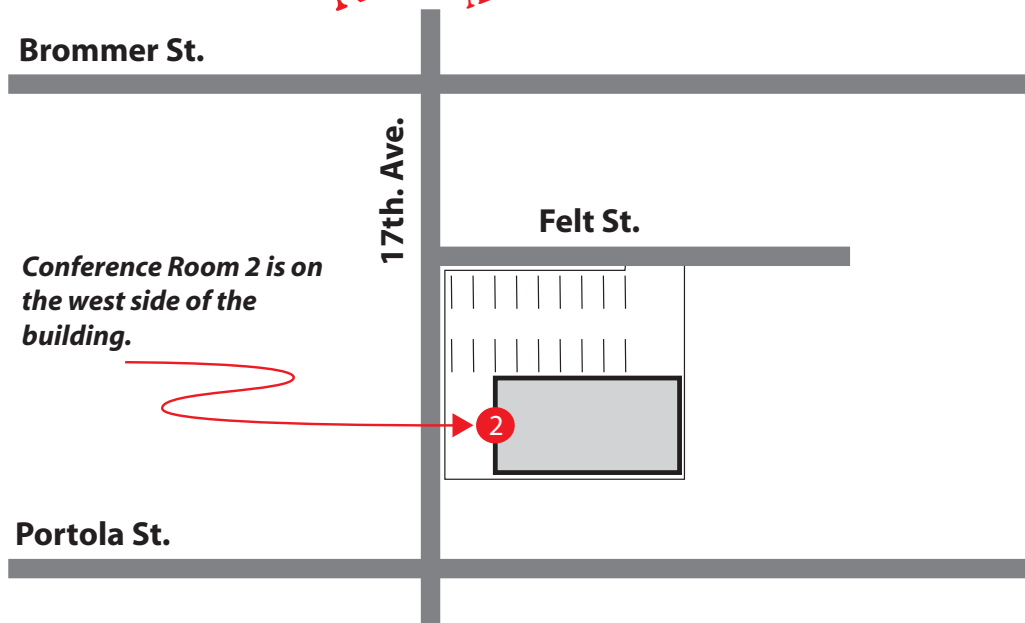 Brommer St.
17th. Ave.
Felt St.
Conference Room 2 is on
the west side of the
building.
2
Portola St.